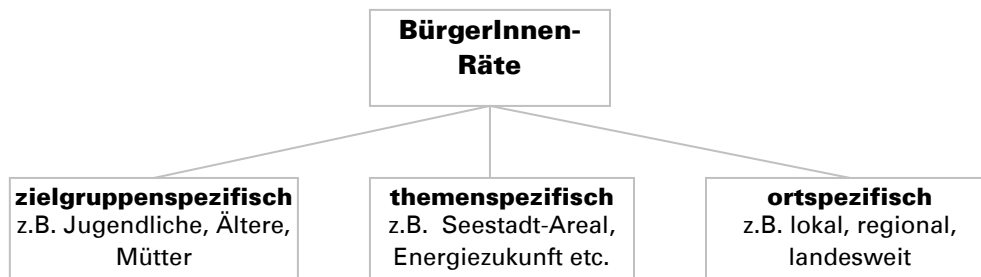 BürgerInnen-
Räte
zielgruppenspezifisch
z.B. Jugendliche, Ältere,
Mütter
themenspezifisch
z.B. Seestadt-Areal,
Energiezukunft etc.
ortspezifisch
z.B. lokal, regional,
landesweit